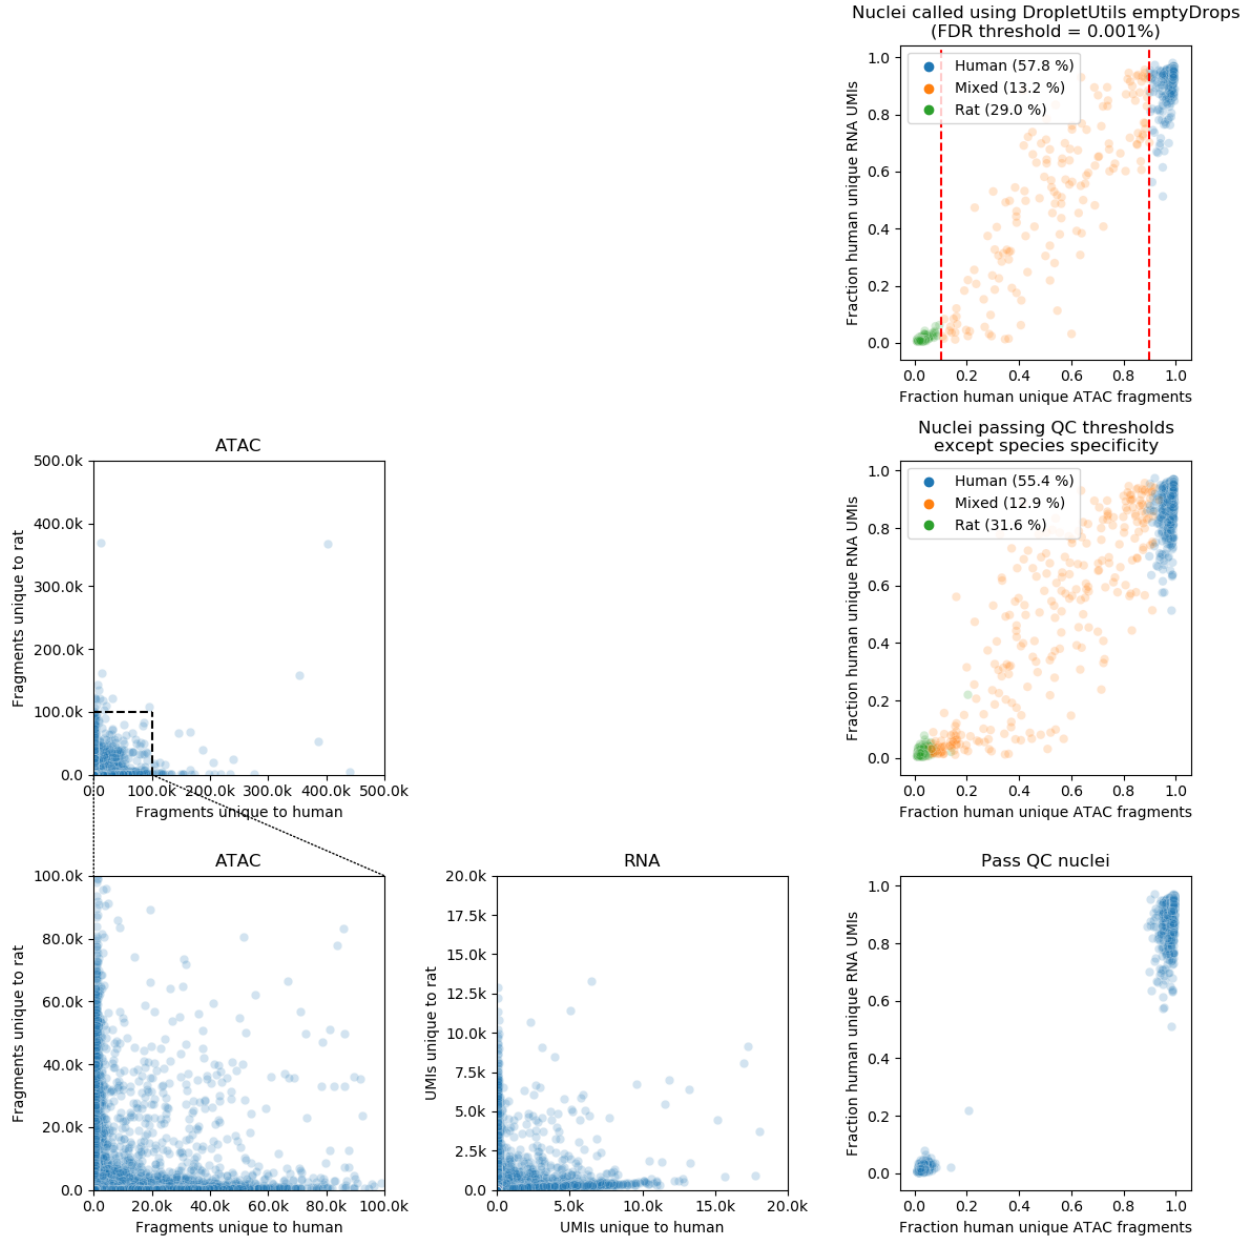 Nuclei called using DropletUtils emptyDrops
(FDR threshold = 0.001%)
Human (57.8 %)
Mixed (13.2 %)
Rat (29.0 %)
1.0
0.8
0.6
0.4
0.2
0.0
Fraction human unique RNA UMIs
0.0 0.2 0.4 0.6 0.8 1.0
Fraction human unique ATAC fragments
ATAC
500.0k
400.0k
300.0k
200.0k
100.0k
0.0
Fragments unique to rat
0.0 100.0k 200.0k 300.0k 400.0k 500.0k
Fragments unique to human
Nuclei passing QC thresholds
except species specificity
Human (55.4 %)
Mixed (12.9 %)
Rat (31.6 %)
1.0
0.8
0.6
0.4
0.2
0.0
Fraction human unique RNA UMIs
0.0 0.2 0.4 0.6 0.8 1.0
Fraction human unique ATAC fragments
ATAC
100.0k
80.0k
60.0k
40.0k
20.0k
0.0
Fragments unique to rat
0.0 20.0k 40.0k 60.0k 80.0k 100.0k
Fragments unique to human
RNA
20.0k
17.5k
15.0k
12.5k
10.0k
7.5k
5.0k
2.5k
0.0
UMIs unique to rat
0.0 5.0k 10.0k 15.0k 20.0k
UMIs unique to human
Pass QC nuclei
1.0
0.8
0.6
0.4
0.2
0.0
Fraction human unique RNA UMIs
0.0 0.2 0.4 0.6 0.8 1.0
Fraction human unique ATAC fragments